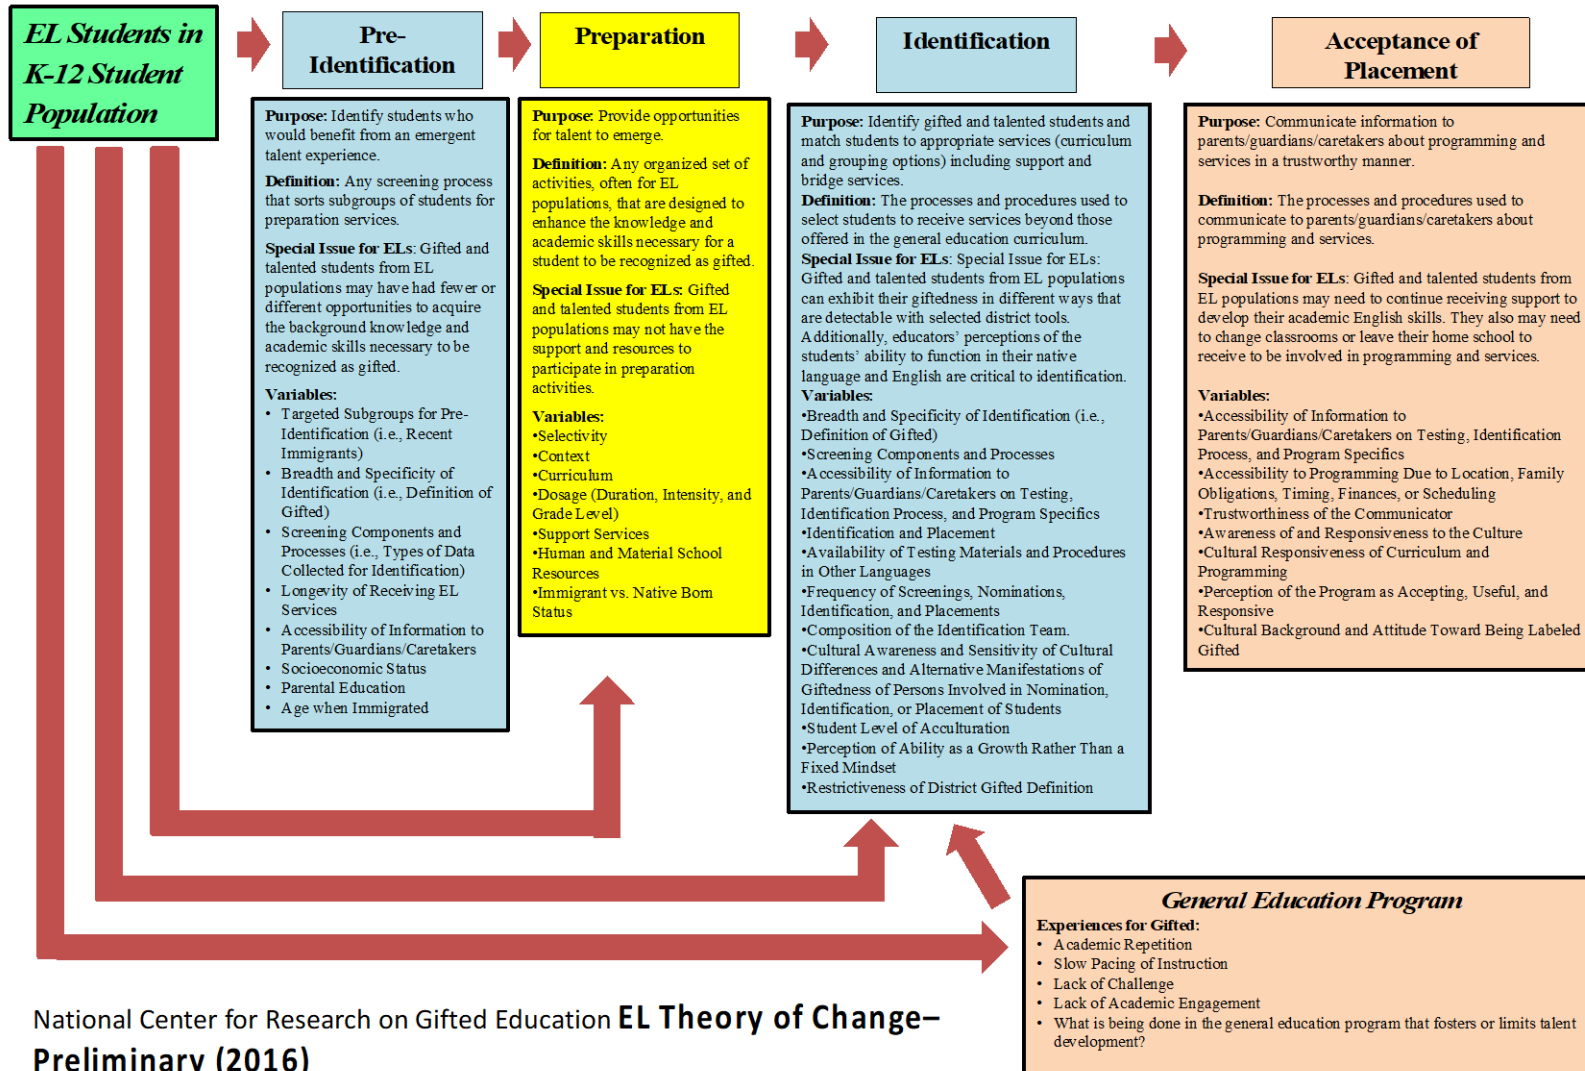 EL Students in
K-12 Student
Population
Pre-
Identification
Preparation
Identification
Acceptance of
Placement
Purpose: Identify students who
would benefit from an emergent
talent experience.
Definition: Any screening process
that sorts subgroups of students for
preparation services.
Special Issue for ELs: Gifted and
talented students from EL
populations may have had fewer or
different opportunities to acquire
the background knowledge and
academic skills necessary to be
recognized as gifted.
Variables:
• Targeted Subgroups for Pre-
Identification (i.e., Recent
Immigrants)
• Breadth and Specificity of
Identification (i.e., Definition of
Gifted)
• Screening Components and
Processes (i.e., Types of Data
Collected for Identification)
• Longevity of Receiving EL
Services
• Accessibility of Information to
Parents/Guardians/Caretakers
• Socioeconomic Status
• Parental Education
• Age when Immigrated
Purpose: Provide opportunities
for talent to emerge.
Definition: Any organized set of
activities, often for EL
populations, that are designed to
enhance the knowledge and
academic skills necessary for a
student to be recognized as gifted.
Special Issue for ELs: Gifted
and talented students from EL
populations may not have the
support and resources to
participate in preparation
activities.
Variables:
•Selectivity
•Context
•Curriculum
•Dosage (Duration, Intensity, and
Grade Level)
•Support Services
•Human and Material School
Resources
•Immigrant vs. Native Born
Status
Purpose: Identify gifted and talented students and
match students to appropriate services (curriculum
and grouping options) including support and
bridge services.
Definition: The processes and procedures used to
select students to receive services beyond those
offered in the general education curriculum.
Special Issue for ELs: Special Issue for ELs:
Gifted and talented students from EL populations
can exhibit their giftedness in different ways that
are detectable with selected district tools.
Additionally, educators' perceptions of the
students' ability to function in their native
language and English are critical to identification.
Variables:
•Breadth and Specificity of Identification (i.e.,
Definition of Gifted)
•Screening Components and Processes
•Accessibility of Information to
Parents/Guardians/Caretakers on Testing,
Identification Process, and Program Specifics
•Identification and Placement
•Availability of Testing Materials and Procedures
in Other Languages
•Frequency of Screenings, Nominations,
Identification, and Placements
•Composition of the Identification Team.
•Cultural Awareness and Sensitivity of Cultural
Differences and Alternative Manifestations of
Giftedness of Persons Involved in Nomination,
Identification, or Placement of Students
•Student Level of Acculturation
•Perception of Ability as a Growth Rather Than a
Fixed Mindset
•Restrictiveness of District Gifted Definition
Purpose: Communicate information to
parents/guardians/caretakers about programming and
services in a trustworthy manner.
Definition: The processes and procedures used to
communicate to parents/guardians/caretakers about
programming and services.
Special Issue for ELs: Gifted and talented students from
EL populations may need to continue receiving support to
develop their academic English skills. They also may need
to change classrooms or leave their home school to
receive to be involved in programming and services.
Variables:
•Accessibility of Information to
Parents/Guardians/Caretakers on Testing, Identification
Process, and Program Specifics
•Accessibility to Programming Due to Location, Family
Obligations, Timing, Finances, or Scheduling
•Trustworthiness of the Communicator
•Awareness of and Responsiveness to the Culture
•Cultural Responsiveness of Curriculum and
Programming
•Perception of the Program as Accepting, Useful, and
Responsive
•Cultural Background and Attitude Toward Being Labeled
Gifted
General Education Program
Experiences for Gifted:
• Academic Repetition
• Slow Pacing of Instruction
• Lack of Challenge
• Lack of Academic Engagement
• What is being done in the general education program that fosters or limits talent
development?
National Center for Research on Gifted Education EL Theory of Change–
Preliminary (2016)